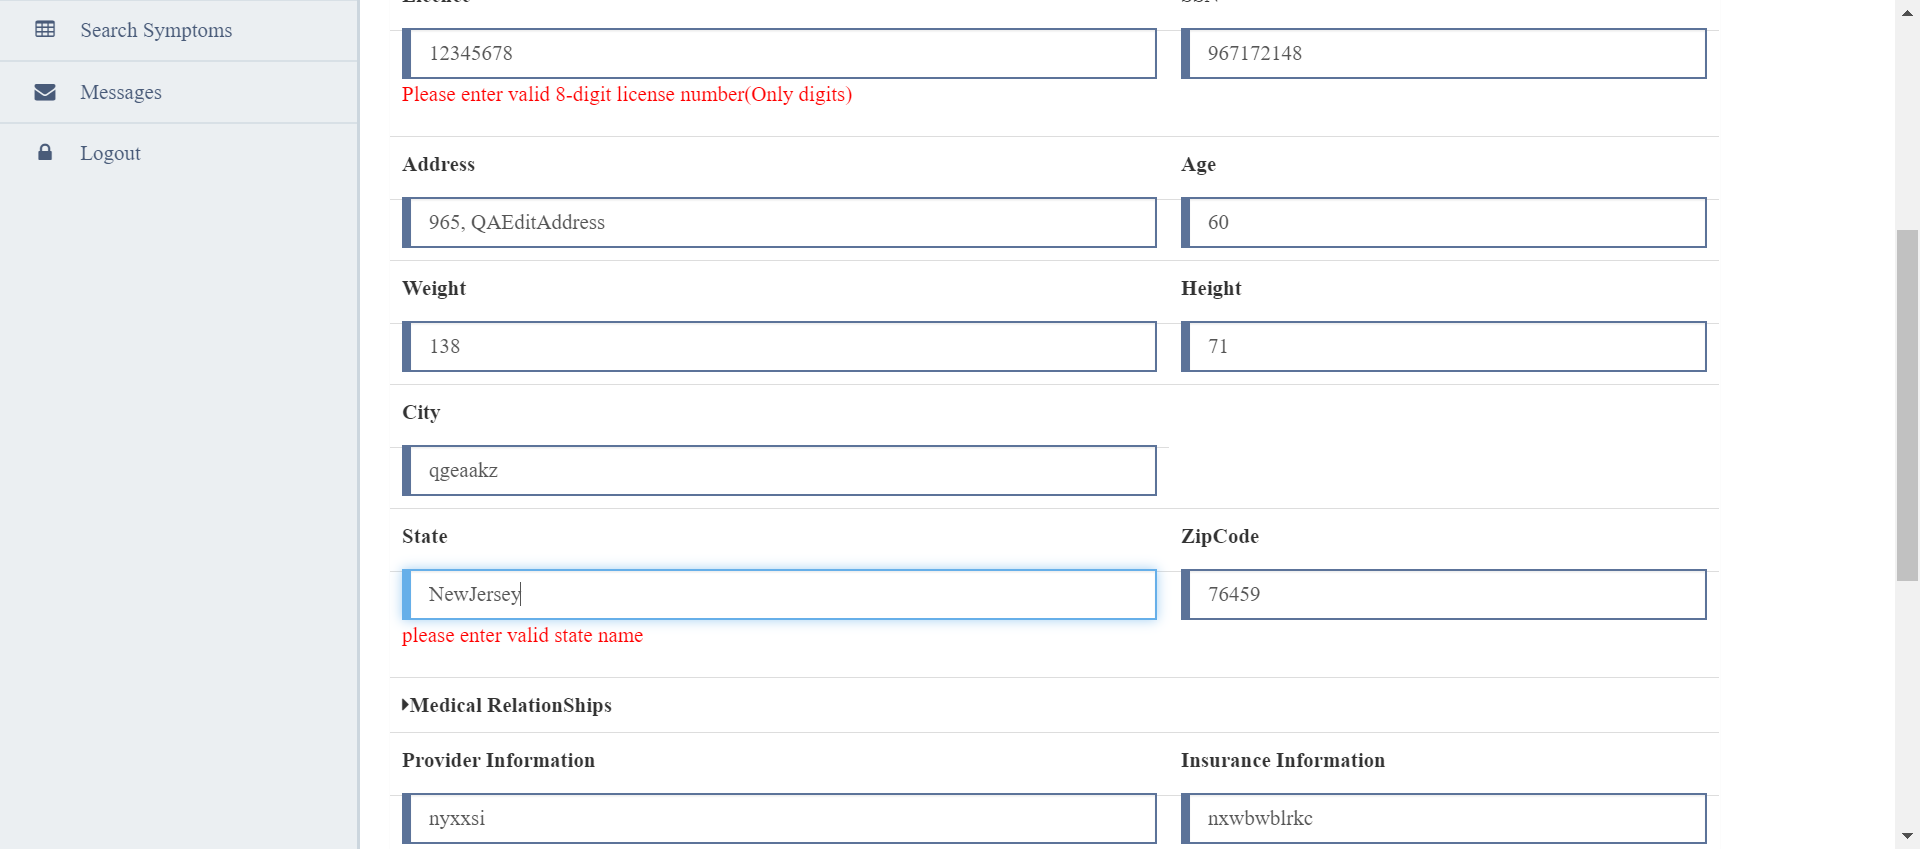 Search Symptoms
Messages
Logout
Licence
SSN
12345678
967172148
Please enter valid 8-digit license number(Only digits)
Address
Age
965, QAEditAddress
60
Weight
Height
138
71
City
qgeaakz
State
ZipCode
NewJersey
76459
please enter valid state name
Medical RelationShips
Provider Information
Insurance Information
nyxxsi
nxwbwblrkc